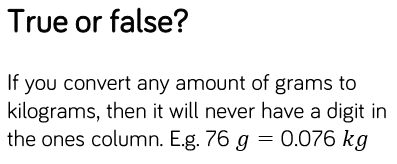 True or false?
If you convert any amount of grams to
kilograms, then it will never have a digit in
the ones column. E.g. 76 g = 0.076 kg